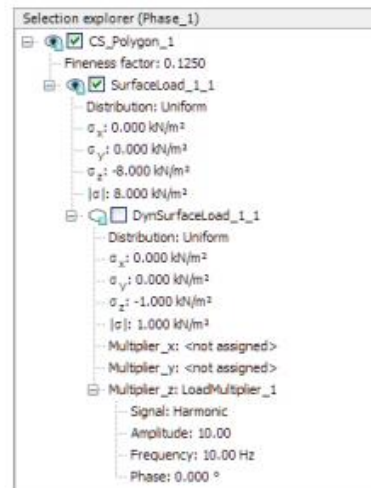 Selection explorer (Phase_1)
CS_Polygon_1
Fineness factor: 0.1250
SurfaceLoad_1_1
Distribution: Uniform
σx: 0.000 kN/m²
σy: 0.000 kN/m²
σz: -8.000 kN/m²
|σ|: 8.000 kN/m²
DynSurfaceLoad_1_1
Distribution: Uniform
σx: 0.000 kN/m²
σy: 0.000 kN/m²
σz: -1.000 kN/m²
|σ|: 1.000 kN/m²
Multiplier_x: <not assigned>
Multiplier_y: <not assigned>
Multiplier_z: LoadMultiplier_1
Signal: Harmonic
Amplitude: 10.00
Frequency: 10.00 Hz
Phase: 0.000 °